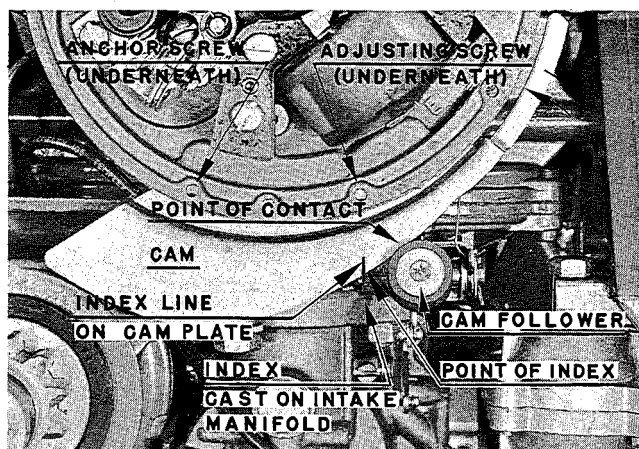 ANCHOR SCREW
(UNDERNEATH)
ADJUSTING SCREW
(UNDERNEATH)
POINT OF CONTACT
CAM
INDEX LINE
ON CAM PLATE
CAM FOLLOWER
INDEX
CAST ON INTAKE
MANIFOLD
POINT OF INDEX